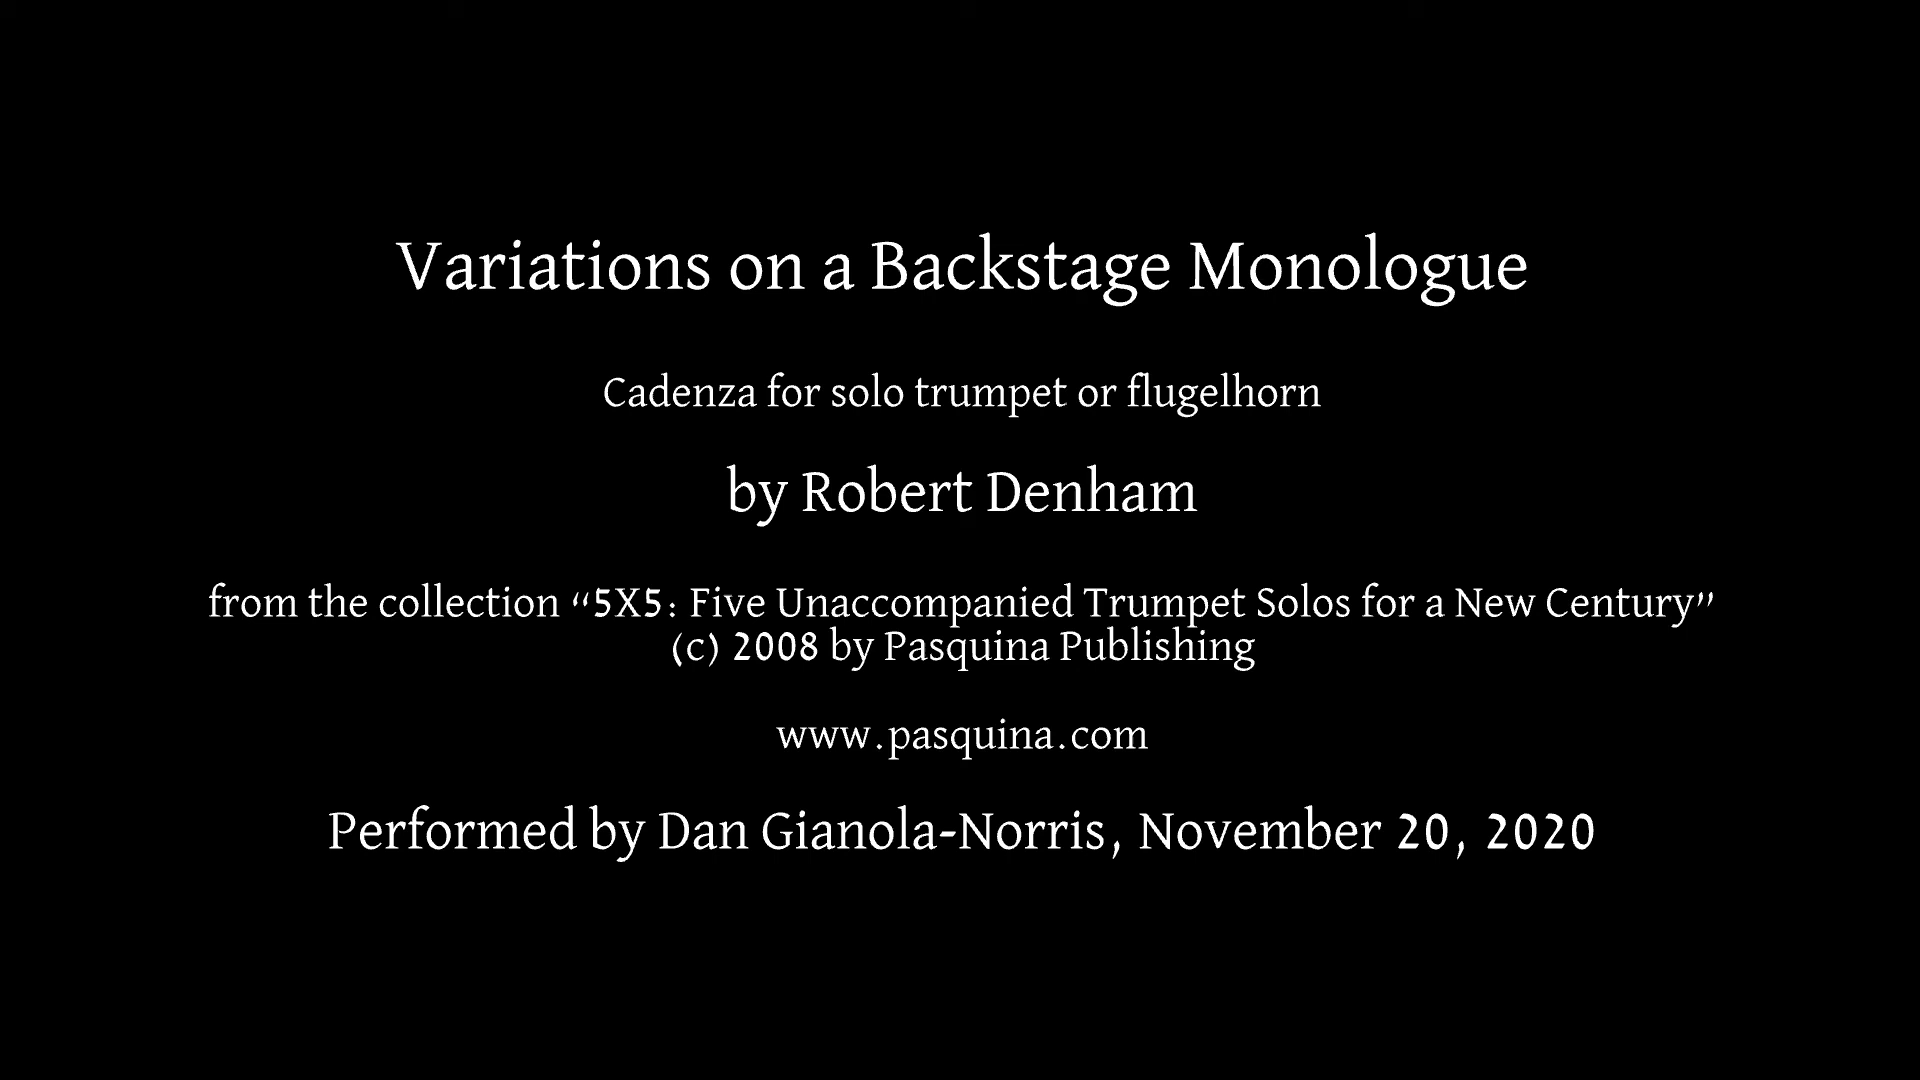 Variations on a Backstage Monologue
Cadenza for solo trumpet or flugelhorn
by Robert Denham
from the collection “5X5: Five Unaccompanied Trumpet Solos for a New Century”
(c) 2008 by Pasquina Publishing
www.pasquina.com
Performed by Dan Gianola-Norris, November 20, 2020